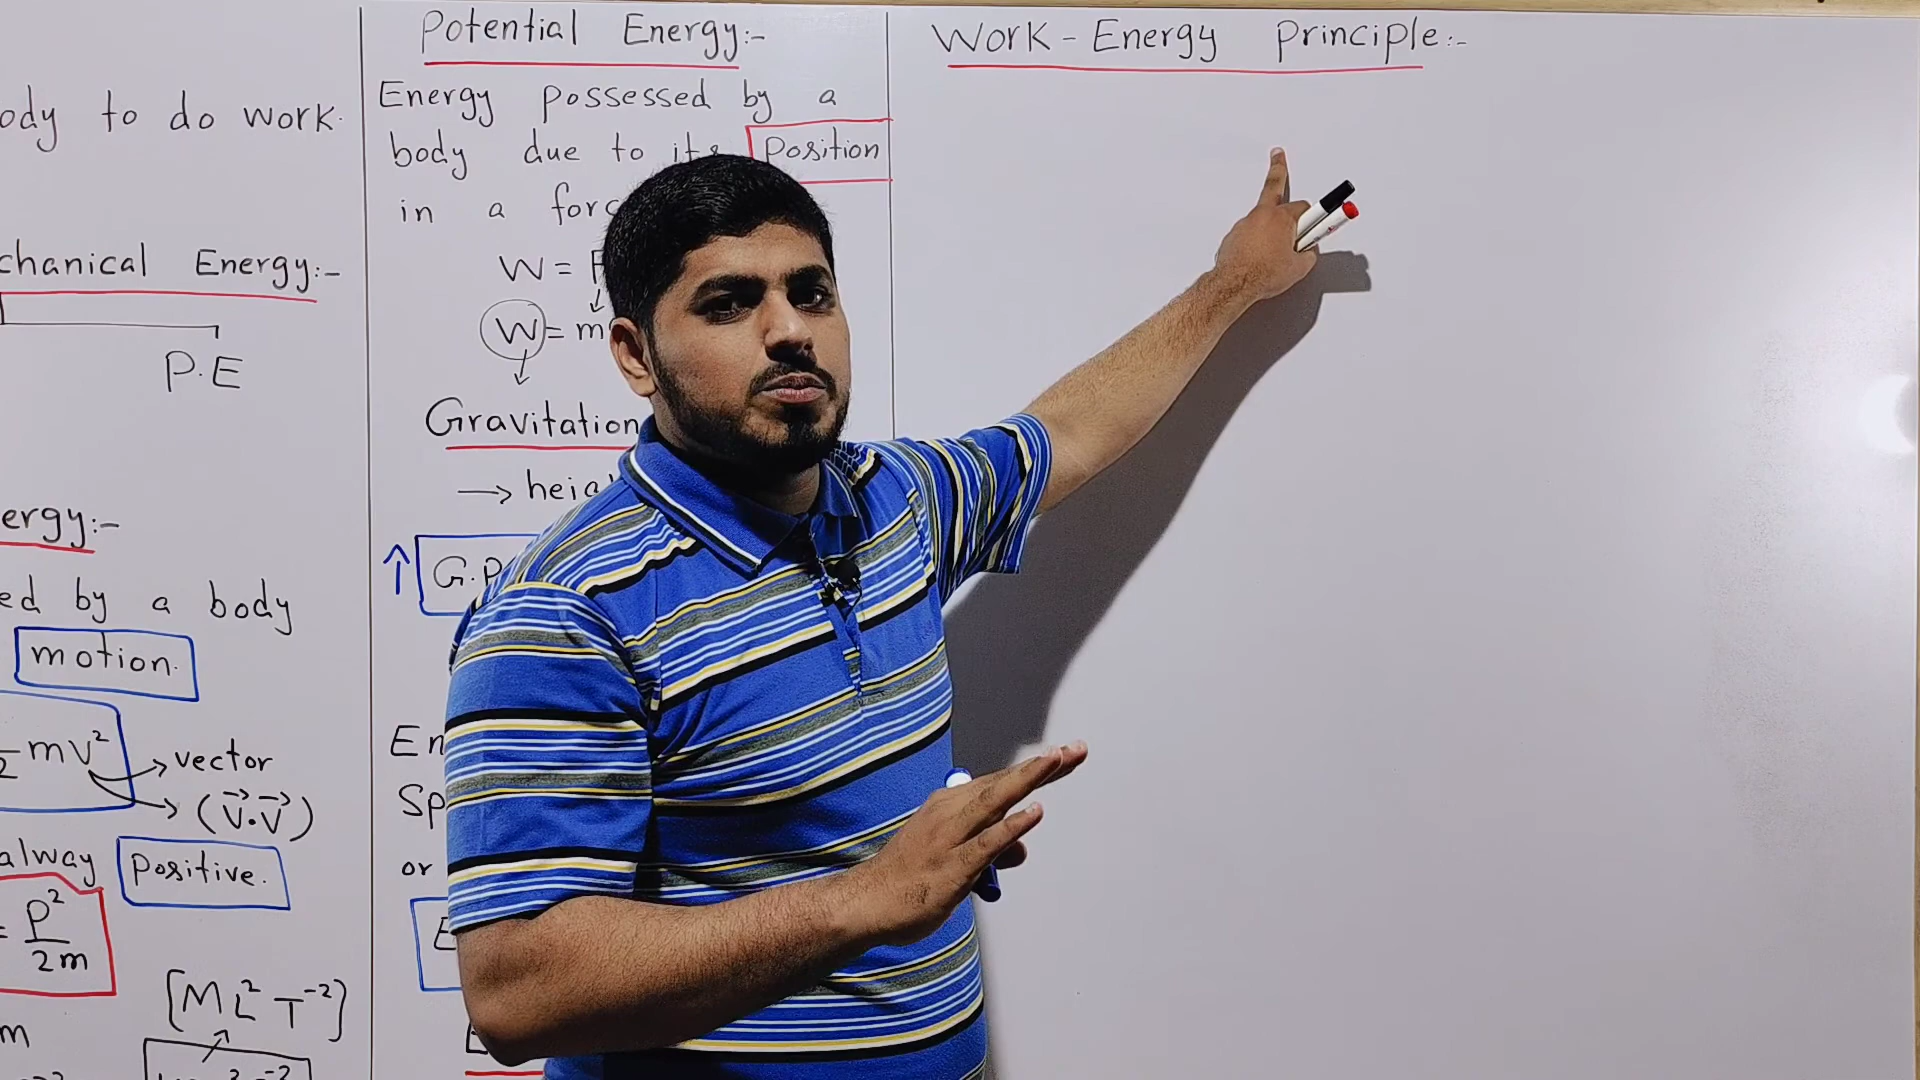 ody to do work.
chanical Energy:-
P.E
ergy:-
ed by a body
motion.
mv²
vector
(v⃗.v⃗)
alway positive.
= P²/2m
[ML²T⁻²]
m
Potential Energy:-
Energy possessed by a
body due to its Position
in a forc
W = F
W = m
Gravitation
→ heig
↑ G.P
En
Sp
or
E
Work-Energy principle:-